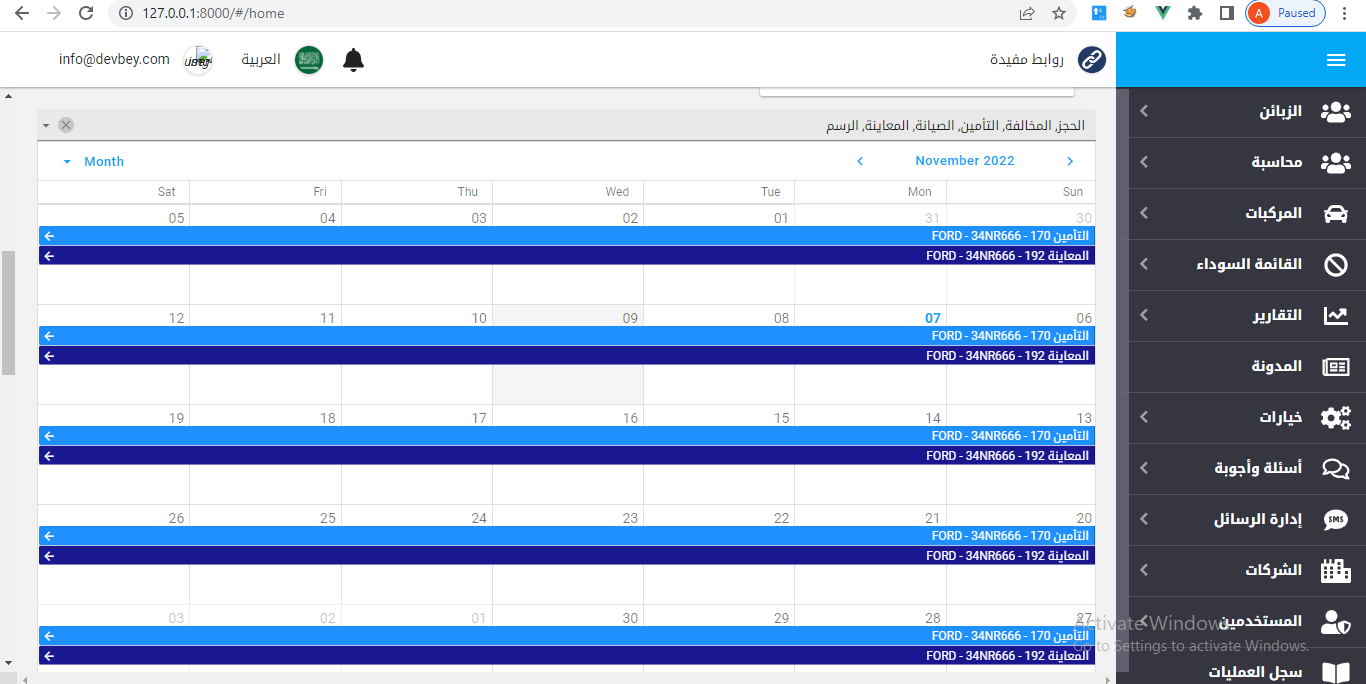 127.0.0.1:8000/#/home
A Paused
روابط مفيدة
العربية
info@devbey.com
الحجز, المخالفة, التأمين, الصيانة, المعاينة, الرسم
November 2022
Month
Sun Mon Tue Wed Thu Fri Sat
30 31 01 02 03 04 05
التأمين FORD - 34NR666 - 170
المعاينة FORD - 34NR666 - 192
06 07 08 09 10 11 12
التأمين FORD - 34NR666 - 170
المعاينة FORD - 34NR666 - 192
13 14 15 16 17 18 19
التأمين FORD - 34NR666 - 170
المعاينة FORD - 34NR666 - 192
20 21 22 23 24 25 26
التأمين FORD - 34NR666 - 170
المعاينة FORD - 34NR666 - 192
27 28 29 30 01 02 03
التأمين FORD - 34NR666 - 170
المعاينة FORD - 34NR666 - 192
الزبائن
محاسبة
المركبات
القائمة السوداء
التقارير
المدونة
خيارات
أسئلة وأجوبة
إدارة الرسائل
SMS
الشركات
المستخدمين
سجل العمليات
Activate Windows
Go to Settings to activate Windows.